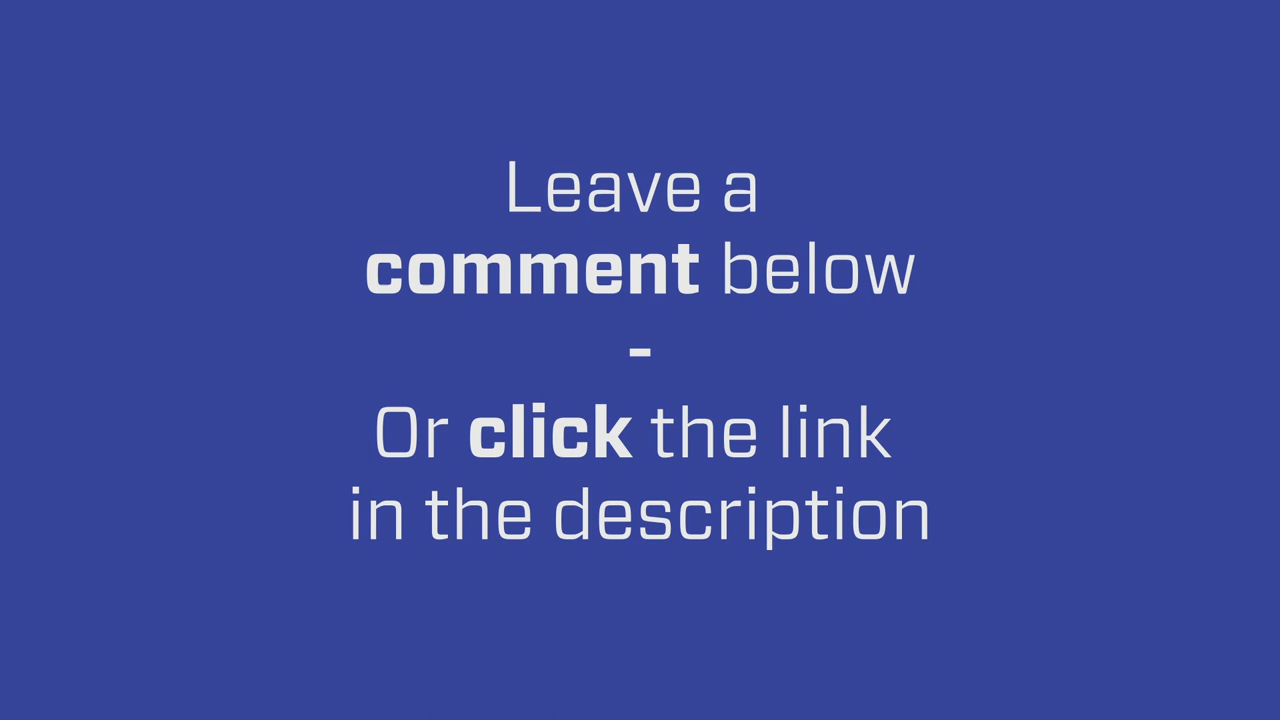 Leave a
comment below
-
Or click the link
in the description